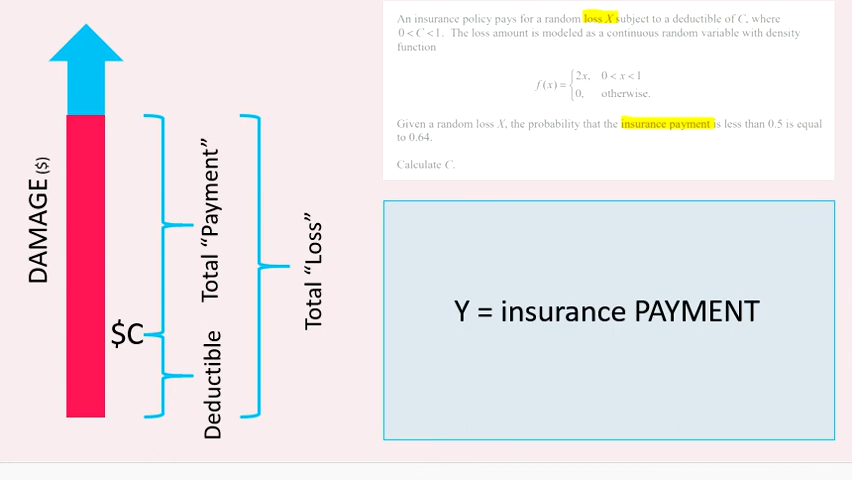 An insurance policy pays for a random loss X subject to a deductible of C, where
0 < C < 1. The loss amount is modeled as a continuous random variable with density
function
f(x) = {2x, 0 < x < 1
0, otherwise.
Given a random loss X, the probability that the insurance payment is less than 0.5 is equal
to 0.64.
Calculate C.
DAMAGE ($)
$C
Total “Payment”
Deductible
Total “Loss”
Y = insurance PAYMENT